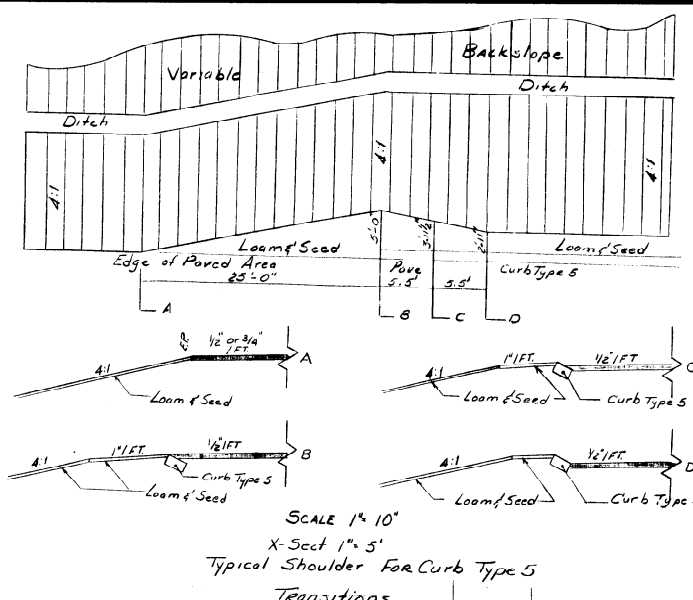 Backslope
Variable
Ditch
Ditch
4:1
4:1
4:1
5'-0"
3'-11½"
Loam & Seed
Loam & Seed
Edge of Paved Area
Pave
Curb Type 5
25'-0"
5.5'
5.5'
A
B
C
D
E.P.
½" or ¾"
/FT.
4:1
A
Loam & Seed
1"/FT.
½"/FT
4:1
C
Loam & Seed
Curb Type 5
4:1
1"/FT.
½"/FT
B
Curb Type 5
Loam & Seed
4:1
½"/FT.
D
Loam & Seed
Curb Type
SCALE 1"= 10"
X-Sect 1"= 5'
Typical Shoulder FOR Curb Type 5
Transitions